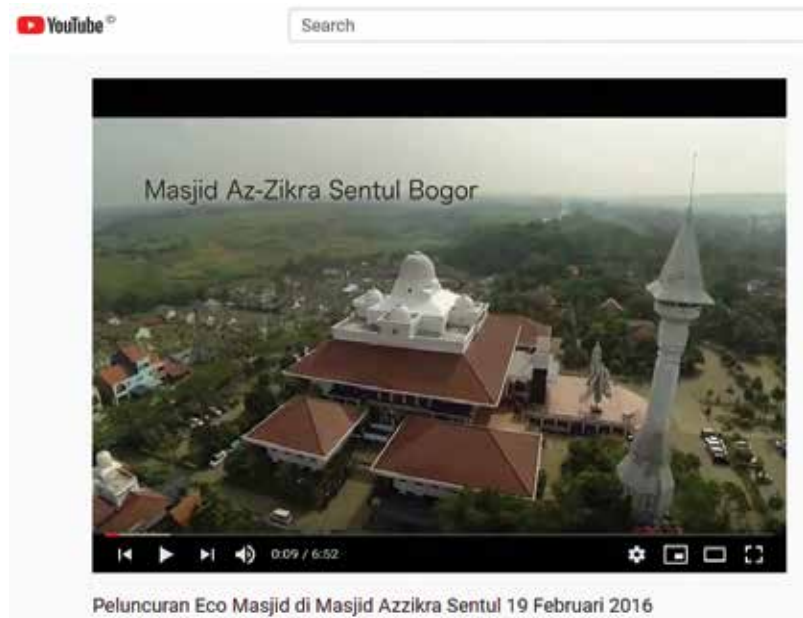 YouTube ID
Search
Masjid Az-Zikra Sentul Bogor
0:09 / 6:52
Peluncuran Eco Masjid di Masjid Azzikra Sentul 19 Februari 2016